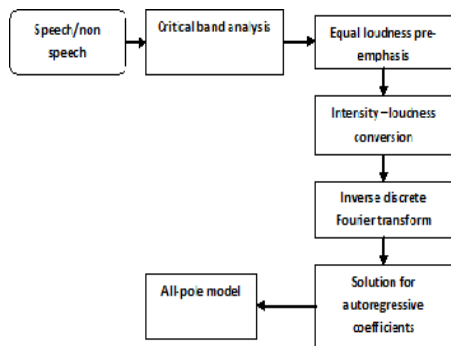 Speech/non
speech
Critical band analysis
Equal loudness pre-
emphasis
Intensity–loudness
conversion
Inverse discrete
Fourier transform
Solution for
autoregressive
coefficients
All-pole model